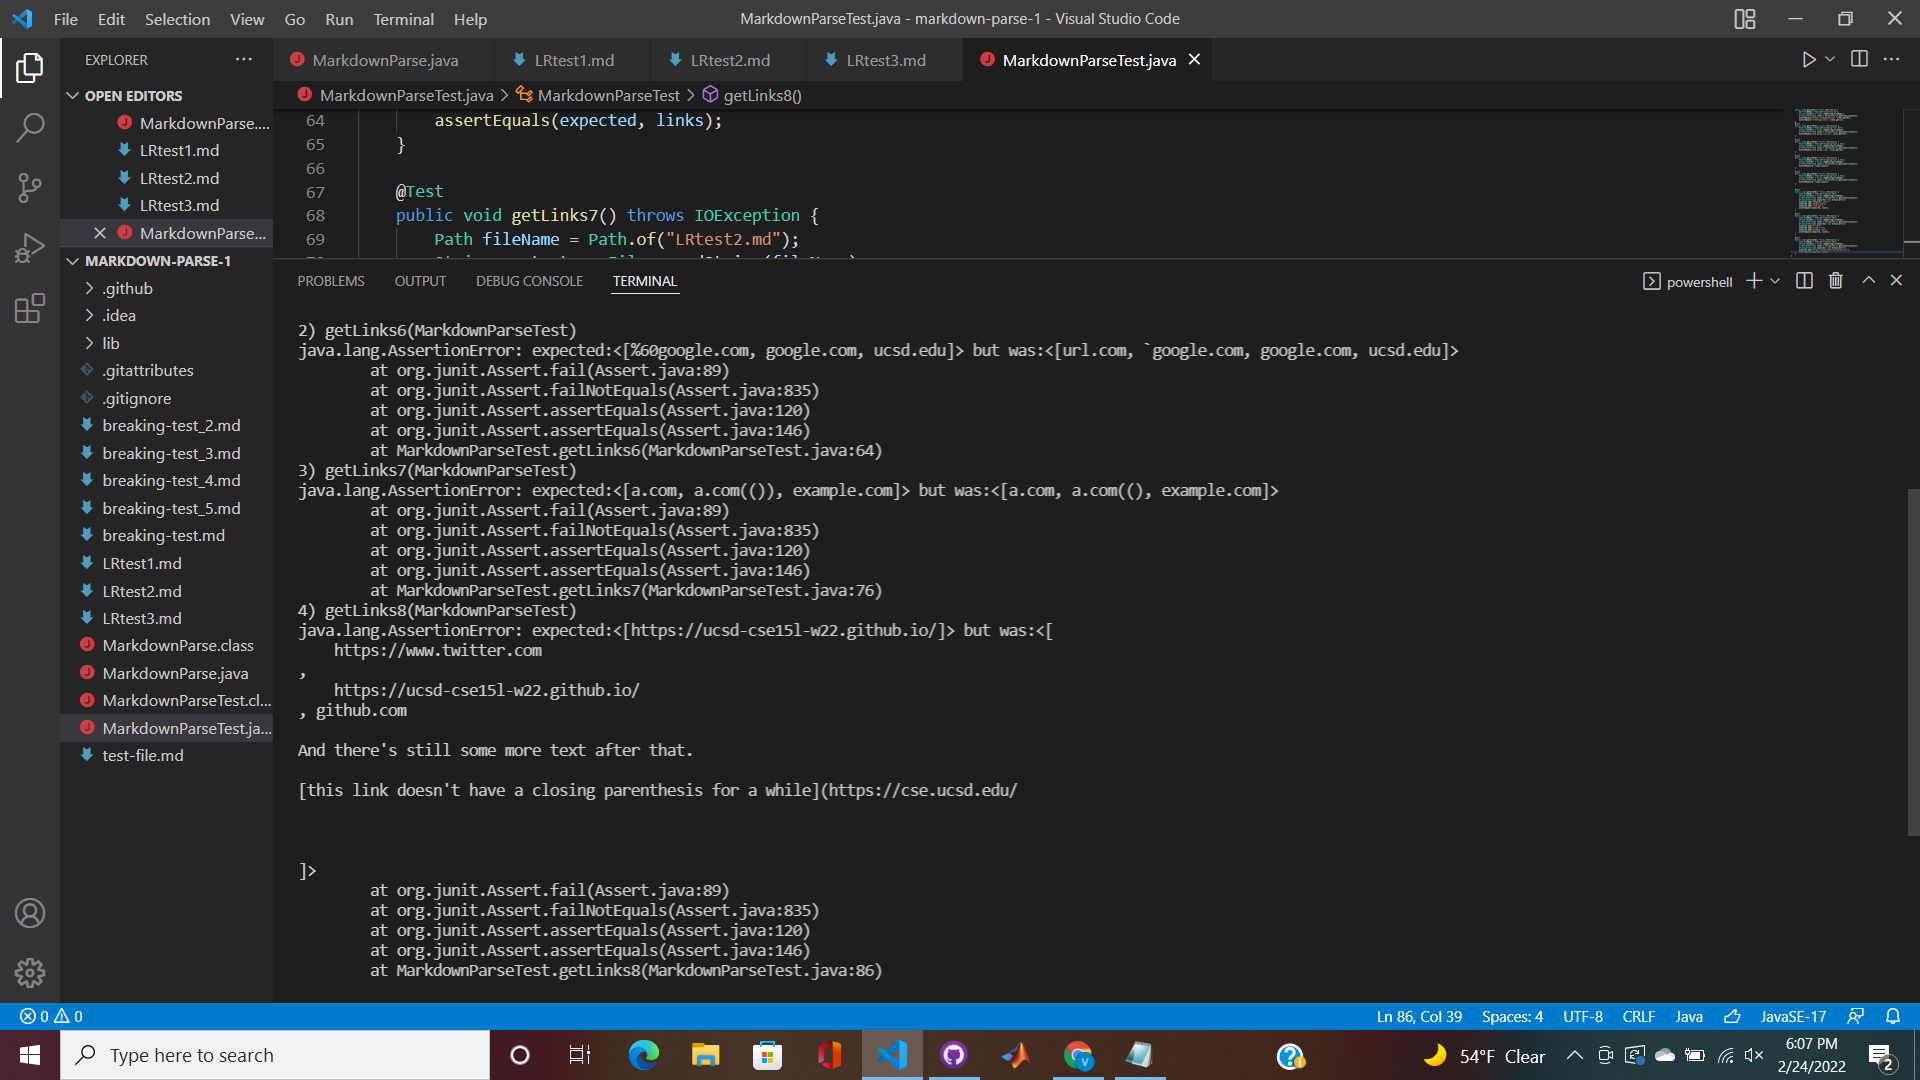 File Edit Selection View Go Run Terminal Help
MarkdownParseTest.java - markdown-parse-1 - Visual Studio Code
EXPLORER
MarkdownParse.java
LRtest1.md
LRtest2.md
LRtest3.md
MarkdownParseTest.java
OPEN EDITORS
MarkdownParse....
LRtest1.md
LRtest2.md
LRtest3.md
MarkdownParse...
MARKDOWN-PARSE-1
.github
.idea
lib
.gitattributes
.gitignore
breaking-test_2.md
breaking-test_3.md
breaking-test_4.md
breaking-test_5.md
breaking-test.md
LRtest1.md
LRtest2.md
LRtest3.md
MarkdownParse.class
MarkdownParse.java
MarkdownParseTest.cl...
MarkdownParseTest.ja...
test-file.md
MarkdownParseTest.java > MarkdownParseTest > getLinks8()
64 assertEquals(expected, links);
65 }
66
67 @Test
68 public void getLinks7() throws IOException {
69 Path fileName = Path.of("LRtest2.md");
PROBLEMS OUTPUT DEBUG CONSOLE TERMINAL
powershell
2) getLinks6(MarkdownParseTest)
java.lang.AssertionError: expected:<[%60google.com, google.com, ucsd.edu]> but was:<[url.com, `google.com, google.com, ucsd.edu]>
at org.junit.Assert.fail(Assert.java:89)
at org.junit.Assert.failNotEquals(Assert.java:835)
at org.junit.Assert.assertEquals(Assert.java:120)
at org.junit.Assert.assertEquals(Assert.java:146)
at MarkdownParseTest.getLinks6(MarkdownParseTest.java:64)
3) getLinks7(MarkdownParseTest)
java.lang.AssertionError: expected:<[a.com, a.com(()), example.com]> but was:<[a.com, a.com((), example.com]>
at org.junit.Assert.fail(Assert.java:89)
at org.junit.Assert.failNotEquals(Assert.java:835)
at org.junit.Assert.assertEquals(Assert.java:120)
at org.junit.Assert.assertEquals(Assert.java:146)
at MarkdownParseTest.getLinks7(MarkdownParseTest.java:76)
4) getLinks8(MarkdownParseTest)
java.lang.AssertionError: expected:<[https://ucsd-cse15l-w22.github.io/]> but was:<[
https://www.twitter.com
,
https://ucsd-cse15l-w22.github.io/
, github.com
And there's still some more text after that.
[this link doesn't have a closing parenthesis for a while](https://cse.ucsd.edu/
]>
at org.junit.Assert.fail(Assert.java:89)
at org.junit.Assert.failNotEquals(Assert.java:835)
at org.junit.Assert.assertEquals(Assert.java:120)
at org.junit.Assert.assertEquals(Assert.java:146)
at MarkdownParseTest.getLinks8(MarkdownParseTest.java:86)
0 0
Ln 86, Col 39 Spaces: 4 UTF-8 CRLF Java JavaSE-17
Type here to search
54°F Clear
6:07 PM
2/24/2022
2